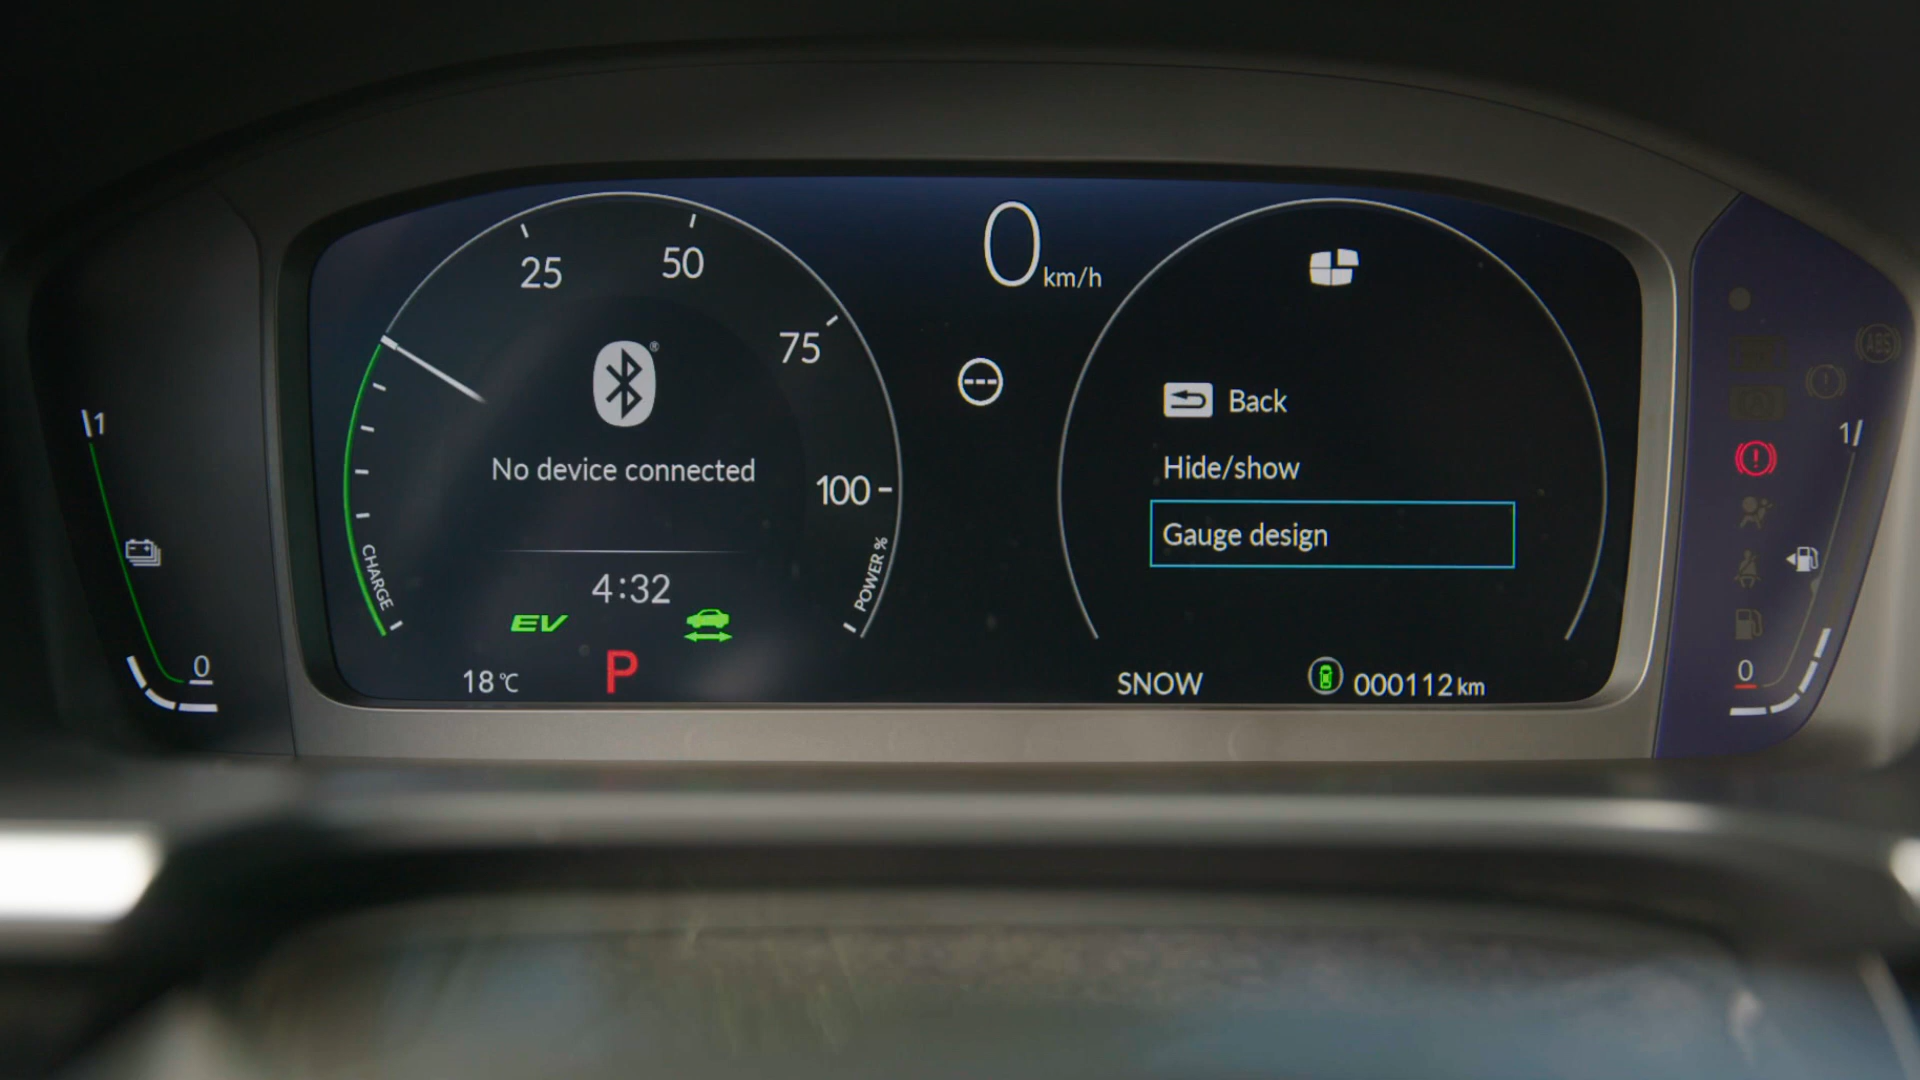 25
50
75
100
0 km/h
No device connected
CHARGE
POWER %
4:32
EV
18°C
P
Back
Hide/show
Gauge design
SNOW
000112 km
1
0
ABS
1/
0